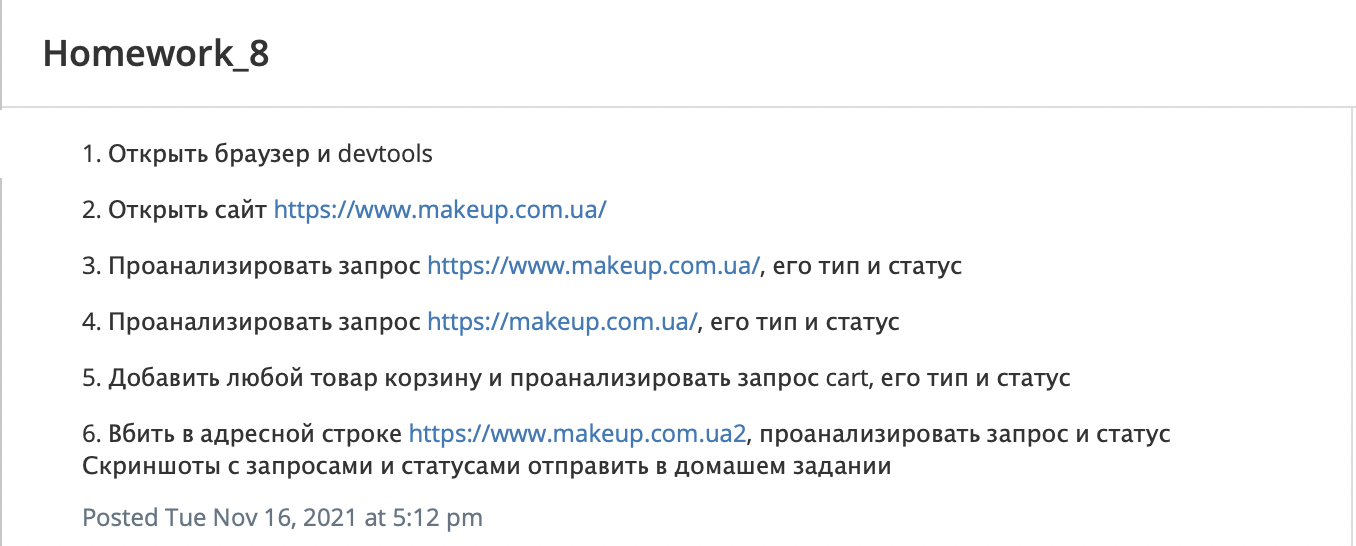 Homework_8
1. Открыть браузер и devtools
2. Открыть сайт https://www.makeup.com.ua/
3. Проанализировать запрос https://www.makeup.com.ua/, его тип и статус
4. Проанализировать запрос https://makeup.com.ua/, его тип и статус
5. Добавить любой товар корзину и проанализировать запрос cart, его тип и статус
6. Вбить в адресной строке https://www.makeup.com.ua2, проанализировать запрос и статус
Скриншоты с запросами и статусами отправить в домашем задании
Posted Tue Nov 16, 2021 at 5:12 pm